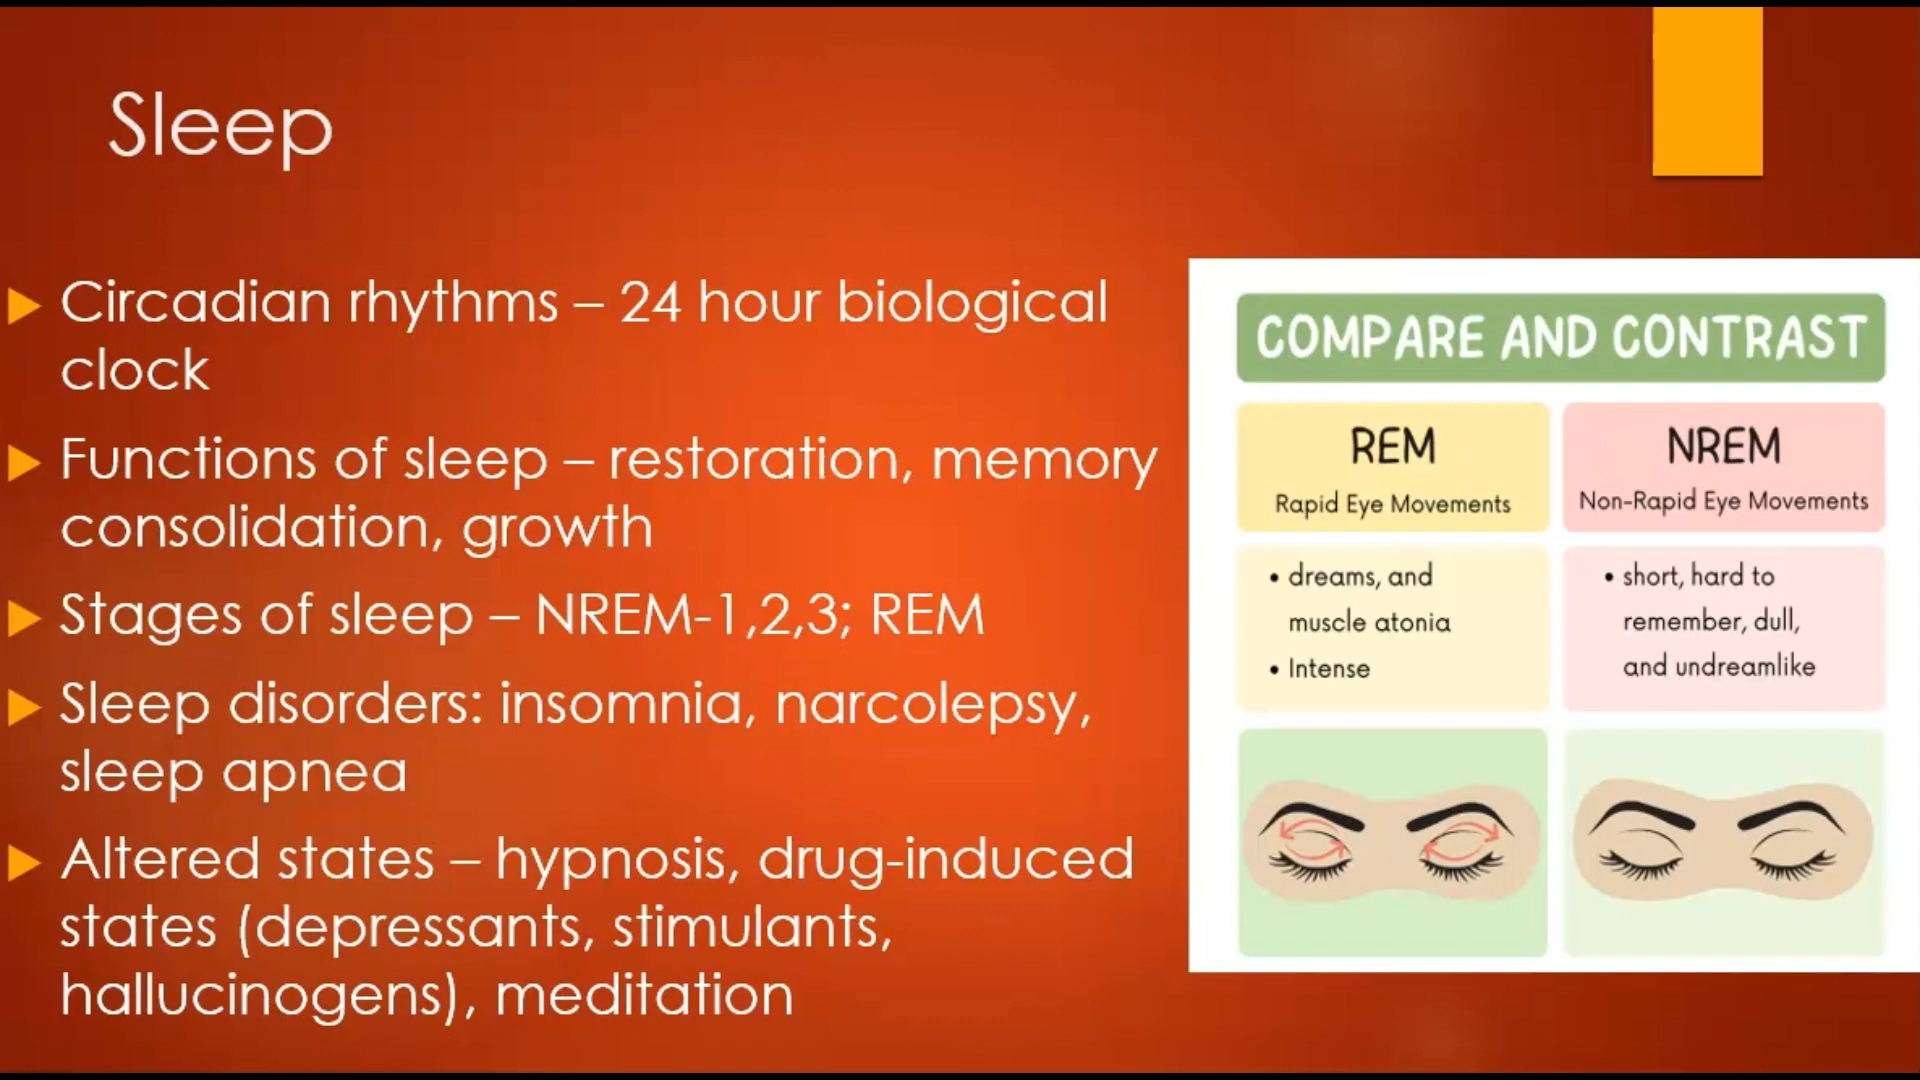 Sleep
Circadian rhythms – 24 hour biological
clock
Functions of sleep – restoration, memory
consolidation, growth
Stages of sleep – NREM-1,2,3; REM
Sleep disorders: insomnia, narcolepsy,
sleep apnea
Altered states – hypnosis, drug-induced
states (depressants, stimulants,
hallucinogens), meditation
COMPARE AND CONTRAST
REM
Rapid Eye Movements
• dreams, and
muscle atonia
• Intense
NREM
Non-Rapid Eye Movements
• short, hard to
remember, dull,
and undreamlike